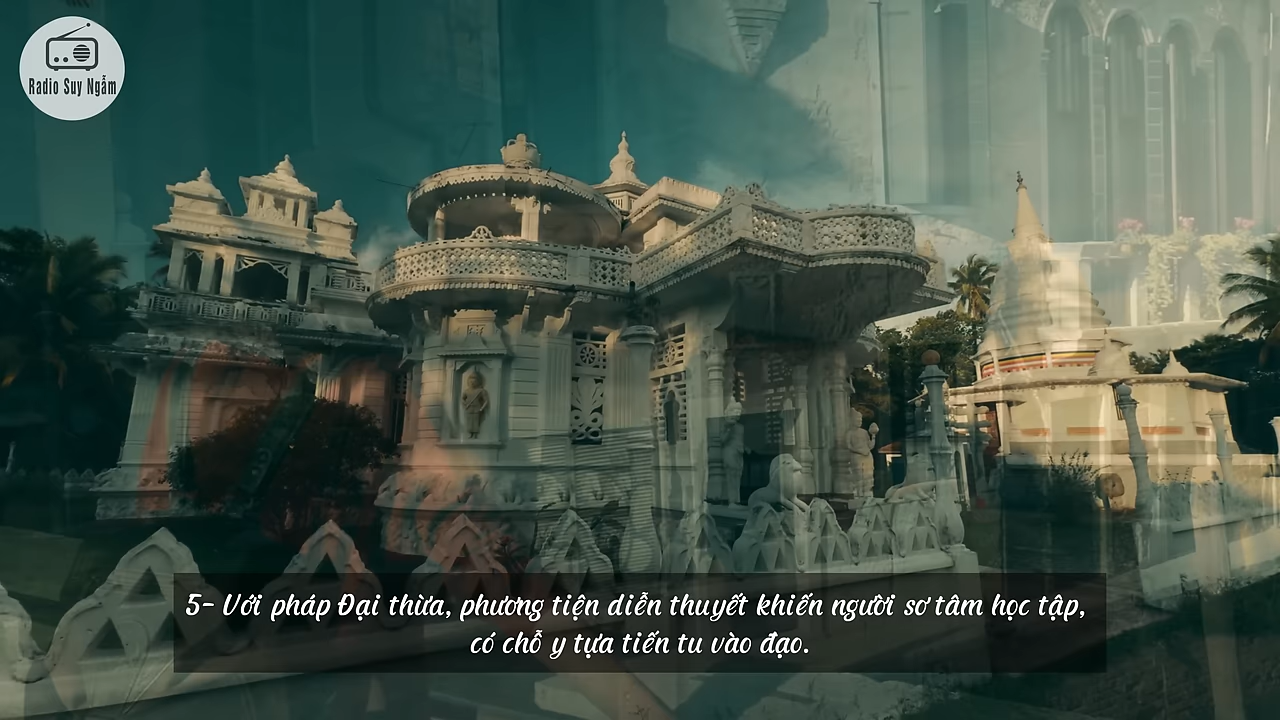 Radio Suy Ngẫm
5- Với pháp Đại thừa, phương tiện diễn thuyết khiến người sơ tâm học tập,
có chỗ y tựa tiến tu vào đạo.